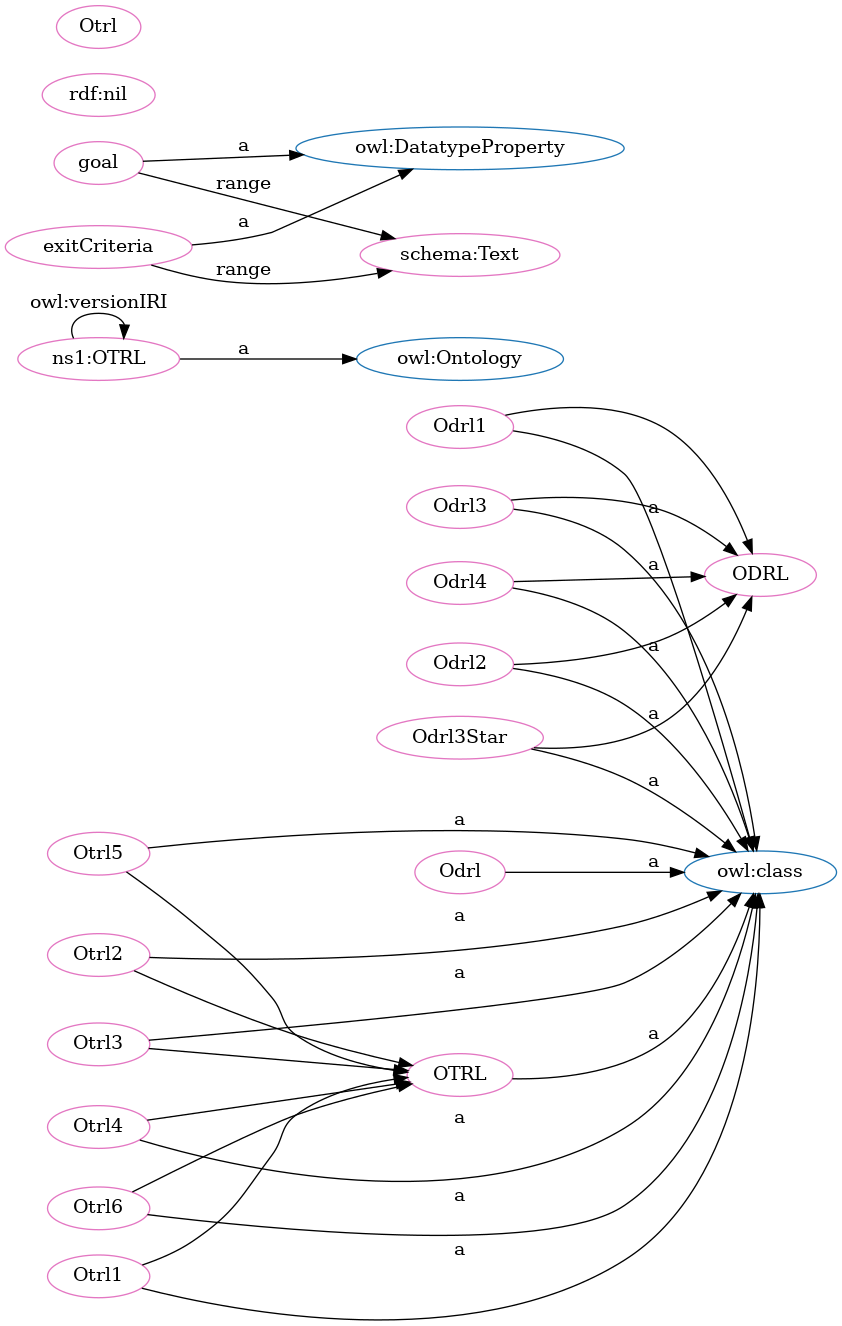 Otrl
rdf:nil
goal
a
owl:DatatypeProperty
range
a
exitCriteria
schema:Text
range
owl:versionIRI
ns1:OTRL
a
owl:Ontology
Odrl1
Odrl3
a
a
ODRL
Odrl4
a
Odrl2
a
Odrl3Star
a
a
Otrl5
a
Odrl
owl:class
a
Otrl2
a
Otrl3
a
OTRL
a
Otrl4
a
Otrl6
a
Otrl1